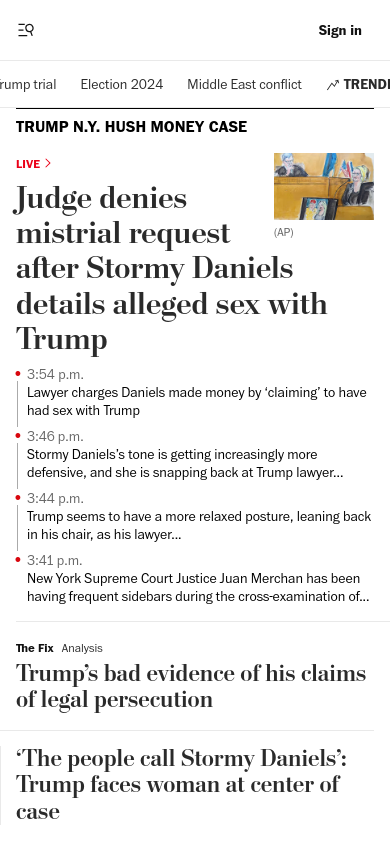 Sign in
rump trial Election 2024 Middle East conflict TREND
TRUMP N.Y. HUSH MONEY CASE
LIVE
Judge denies
mistrial request
after Stormy Daniels
details alleged sex with
Trump
(AP)
3:54 p.m.
Lawyer charges Daniels made money by ‘claiming’ to have
had sex with Trump
3:46 p.m.
Stormy Daniels’s tone is getting increasingly more
defensive, and she is snapping back at Trump lawyer...
3:44 p.m.
Trump seems to have a more relaxed posture, leaning back
in his chair, as his lawyer...
3:41 p.m.
New York Supreme Court Justice Juan Merchan has been
having frequent sidebars during the cross-examination of...
The Fix Analysis
Trump’s bad evidence of his claims
of legal persecution
‘The people call Stormy Daniels’:
Trump faces woman at center of
case